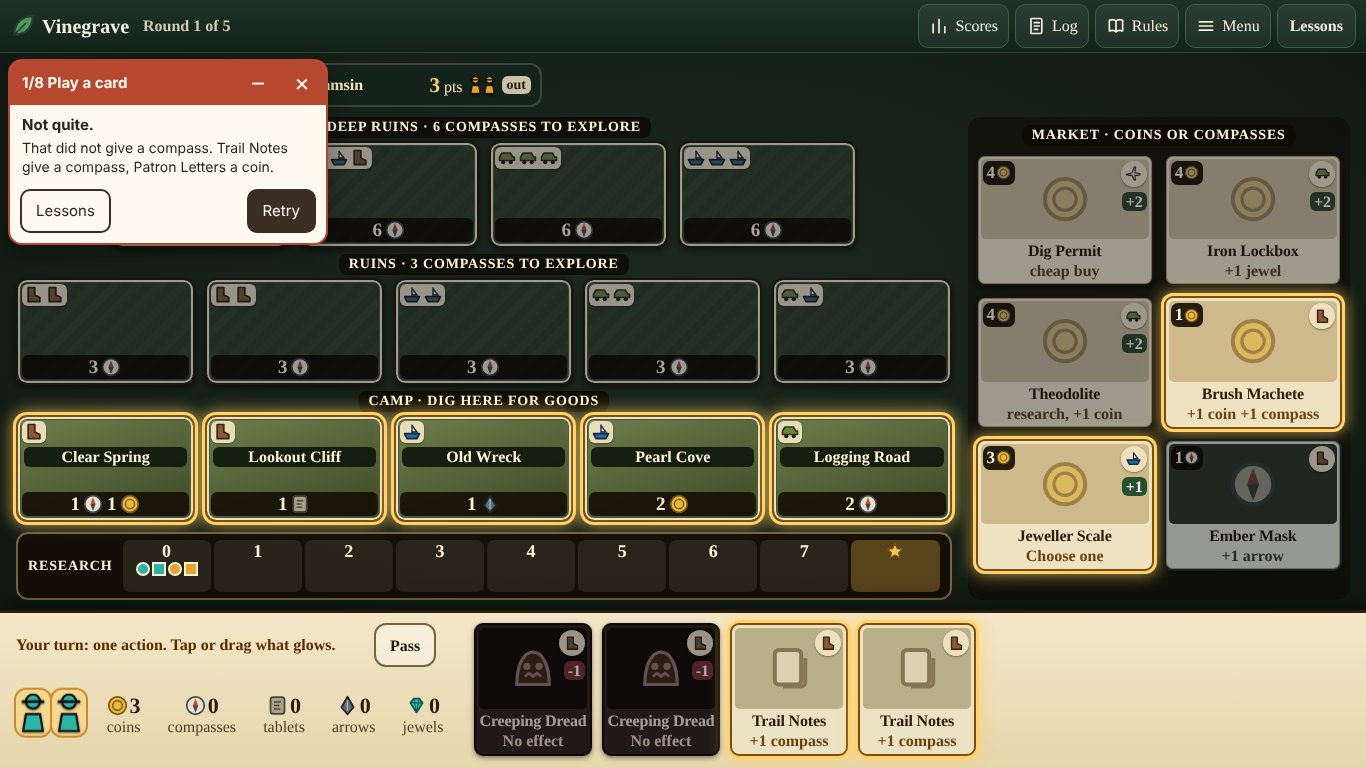 Vinegrave
Round 1 of 5
Scores
Log
Rules
Menu
Lessons
1/8 Play a card
Not quite.
That did not give a compass. Trail Notes
give a compass, Patron Letters a coin.
Lessons
Retry
3 pts
out
DEEP RUINS · 6 COMPASSES TO EXPLORE
6
6
6
RUINS · 3 COMPASSES TO EXPLORE
3
3
3
3
3
CAMP · DIG HERE FOR GOODS
Clear Spring
1 1
Lookout Cliff
1
Old Wreck
1
Pearl Cove
2
Logging Road
2
RESEARCH
0
1
2
3
4
5
6
7
MARKET · COINS OR COMPASSES
4
+2
Dig Permit
cheap buy
4
+2
Iron Lockbox
+1 jewel
4
+2
Theodolite
research, +1 coin
1
Brush Machete
+1 coin +1 compass
3
+1
Jeweller Scale
Choose one
1
Ember Mask
+1 arrow
Your turn: one action. Tap or drag what glows.
Pass
3
coins
0
compasses
0
tablets
0
arrows
0
jewels
-1
Creeping Dread
No effect
-1
Creeping Dread
No effect
Trail Notes
+1 compass
Trail Notes
+1 compass